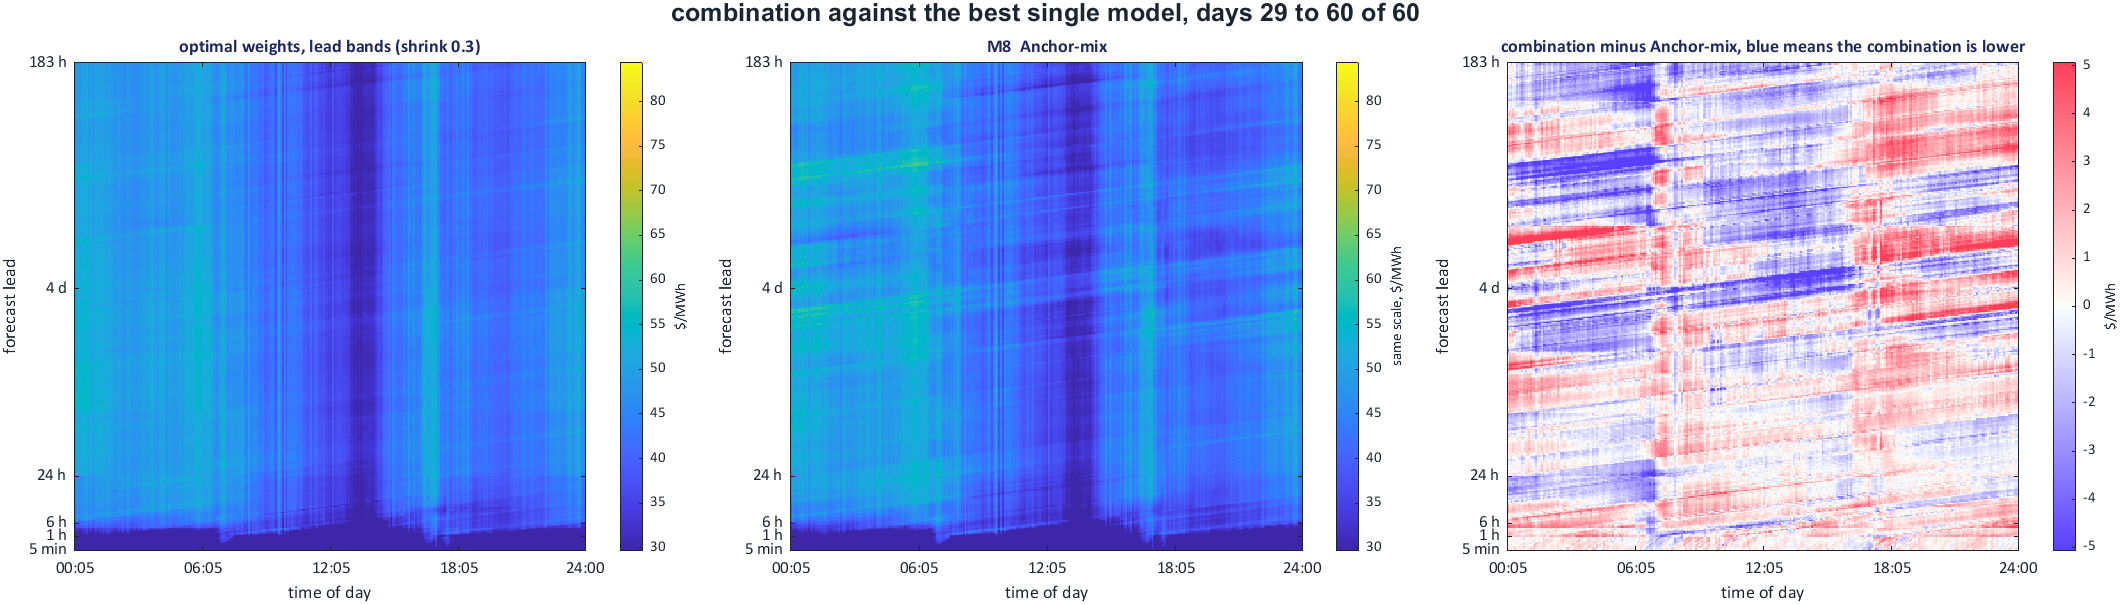 combination against the best single model, days 29 to 60 of 60
optimal weights, lead bands (shrink 0.3)
183 h
4 d
24 h
6 h
1 h
5 min
forecast lead
00:05
06:05
12:05
18:05
24:00
time of day
80
75
70
65
60
55
50
45
40
35
30
$/MWh
M8 Anchor-mix
183 h
4 d
24 h
6 h
1 h
5 min
forecast lead
00:05
06:05
12:05
18:05
24:00
time of day
80
75
70
65
60
55
50
45
40
35
30
same scale, $/MWh
combination minus Anchor-mix, blue means the combination is lower
183 h
4 d
24 h
6 h
1 h
5 min
forecast lead
00:05
06:05
12:05
18:05
24:00
time of day
5
4
3
2
1
0
-1
-2
-3
-4
-5
$/MWh